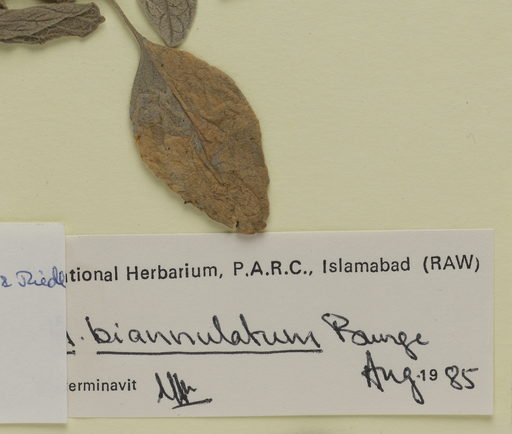 & Riedl
tional Herbarium, P.A.R.C., Islamabad (RAW)
. biannulatum Bunge
Aug. 1985
erminavit